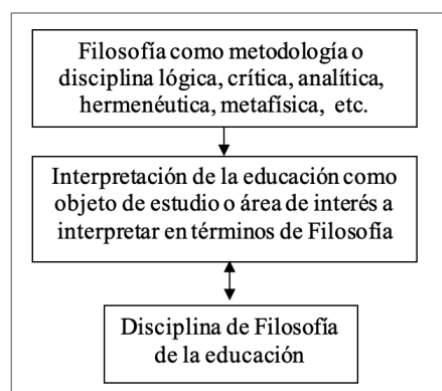 Filosofía como metodología o
disciplina lógica, crítica, analítica,
hermenéutica, metafísica, etc.
Interpretación de la educación como
objeto de estudio o área de interés a
interpretar en términos de Filosofía
Disciplina de Filosofía
de la educación